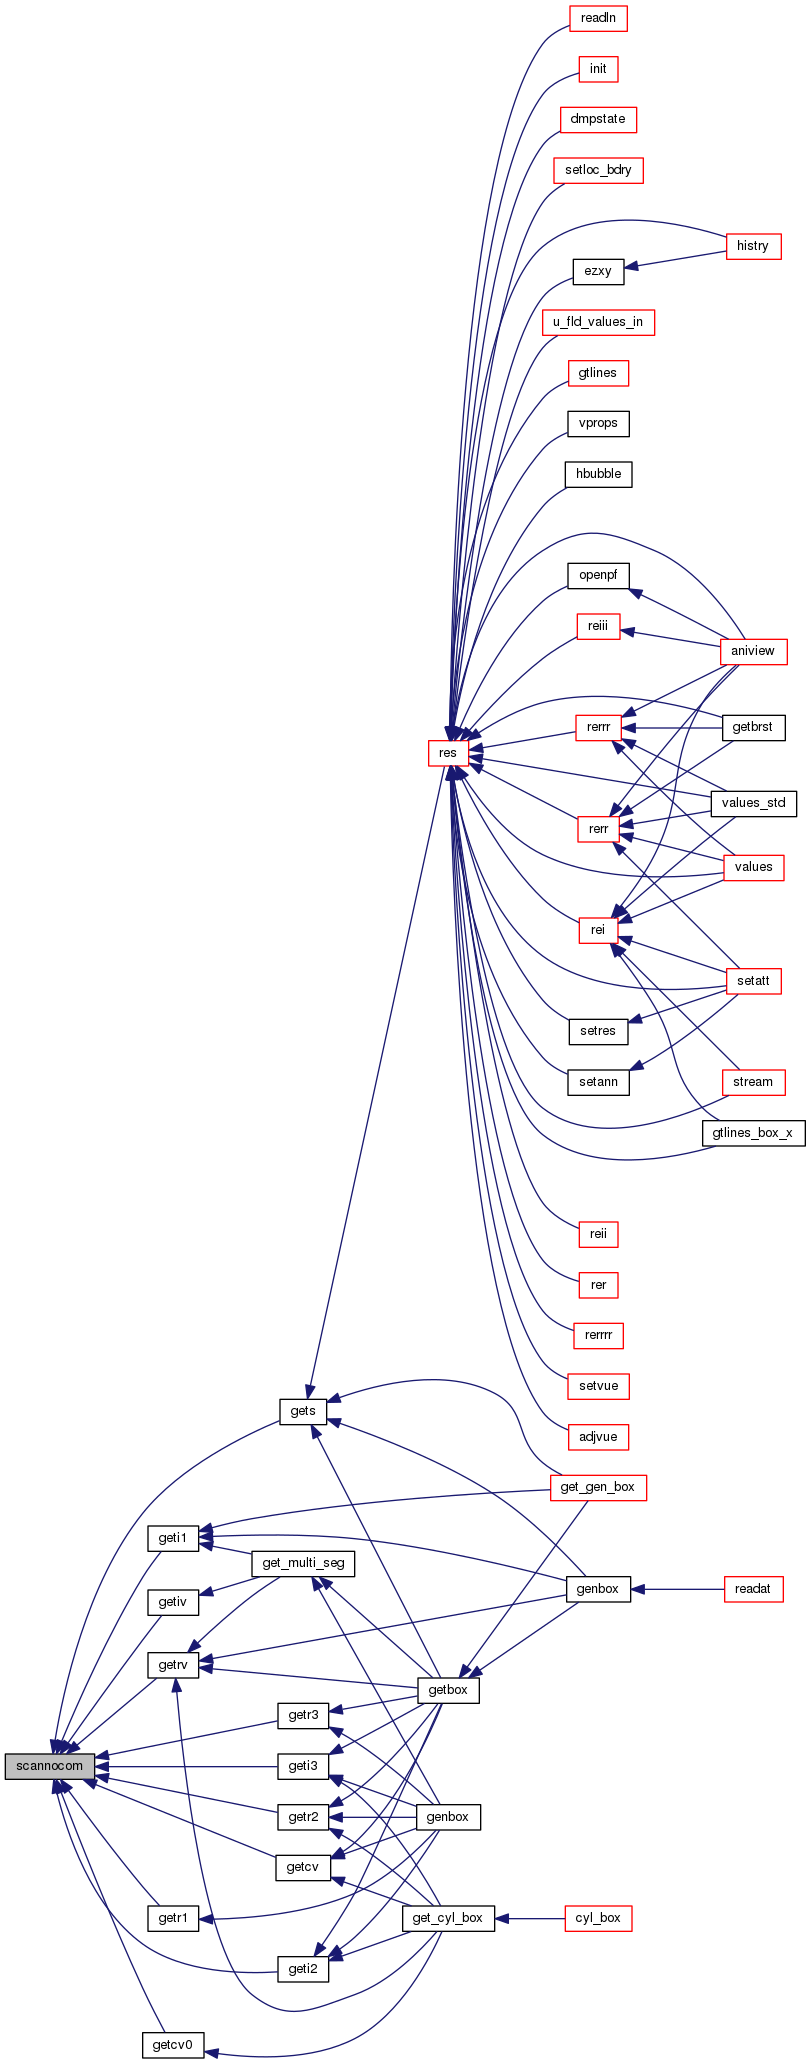 readln
init
dmpstate
setloc_bdry
histry
ezxy
u_fld_values_in
gtlines
vprops
hbubble
openpf
reiii
aniview
rerrr
getbrst
res
values_std
rerr
values
rei
setatt
setres
setann
stream
gtlines_box_x
reii
rer
rerrrr
setvue
gets
adjvue
get_gen_box
geti1
get_multi_seg
genbox
readat
getiv
getrv
getbox
getr3
scannocom
geti3
getr2
genbox
getcv
getr1
get_cyl_box
cyl_box
geti2
getcv0